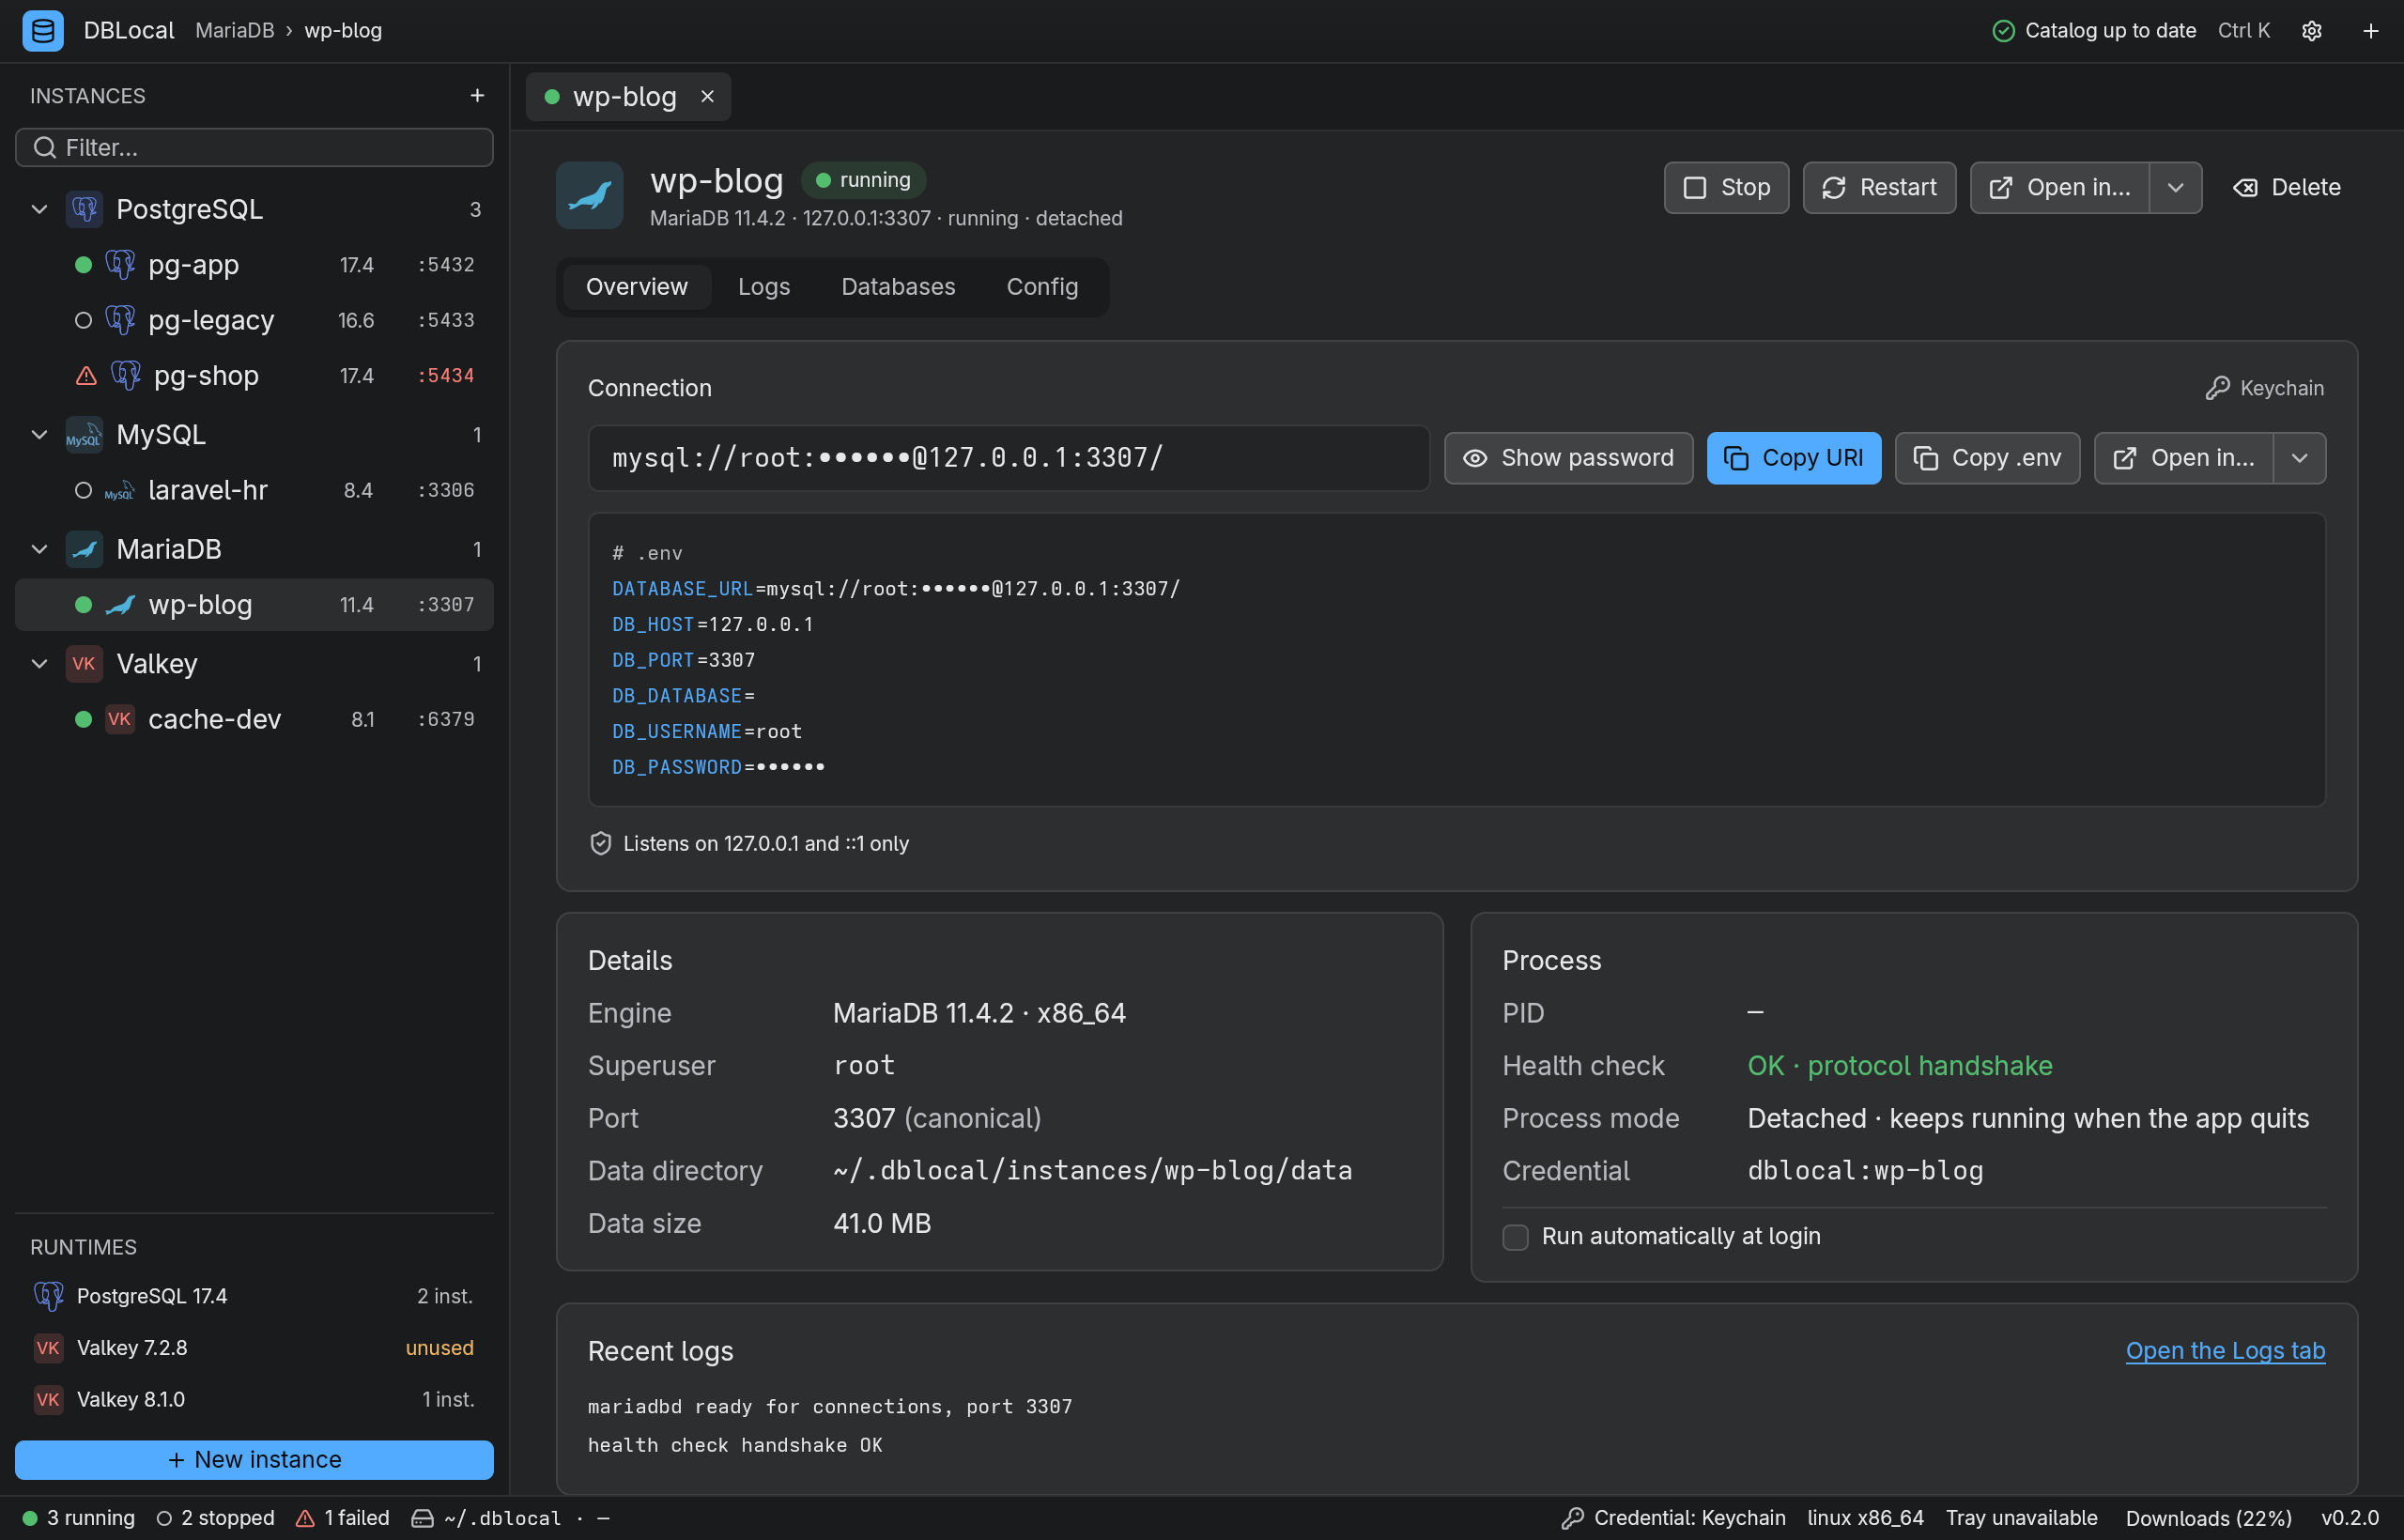 DBLocal MariaDB › wp-blog Catalog up to date Ctrl K
INSTANCES
wp-blog
Filter...
PostgreSQL 3
pg-app 17.4 :5432
pg-legacy 16.6 :5433
pg-shop 17.4 :5434
MySQL MySQL 1
MySQL laravel-hr 8.4 :3306
MariaDB 1
wp-blog 11.4 :3307
VK Valkey 1
VK cache-dev 8.1 :6379
RUNTIMES
PostgreSQL 17.4 2 inst.
VK Valkey 7.2.8 unused
VK Valkey 8.1.0 1 inst.
+ New instance
wp-blog running
MariaDB 11.4.2 · 127.0.0.1:3307 · running · detached
Stop Restart Open in... Delete
Overview Logs Databases Config
Connection Keychain
mysql://root:••••••@127.0.0.1:3307/ Show password Copy URI Copy .env Open in...
# .env
DATABASE_URL=mysql://root:••••••@127.0.0.1:3307/
DB_HOST=127.0.0.1
DB_PORT=3307
DB_DATABASE=
DB_USERNAME=root
DB_PASSWORD=••••••
Listens on 127.0.0.1 and ::1 only
Details
Engine MariaDB 11.4.2 · x86_64
Superuser root
Port 3307 (canonical)
Data directory ~/.dblocal/instances/wp-blog/data
Data size 41.0 MB
Process
PID —
Health check OK · protocol handshake
Process mode Detached · keeps running when the app quits
Credential dblocal:wp-blog
Run automatically at login
Recent logs Open the Logs tab
mariadbd ready for connections, port 3307
health check handshake OK
3 running 2 stopped 1 failed ~/.dblocal · — Credential: Keychain linux x86_64 Tray unavailable Downloads (22%) v0.2.0